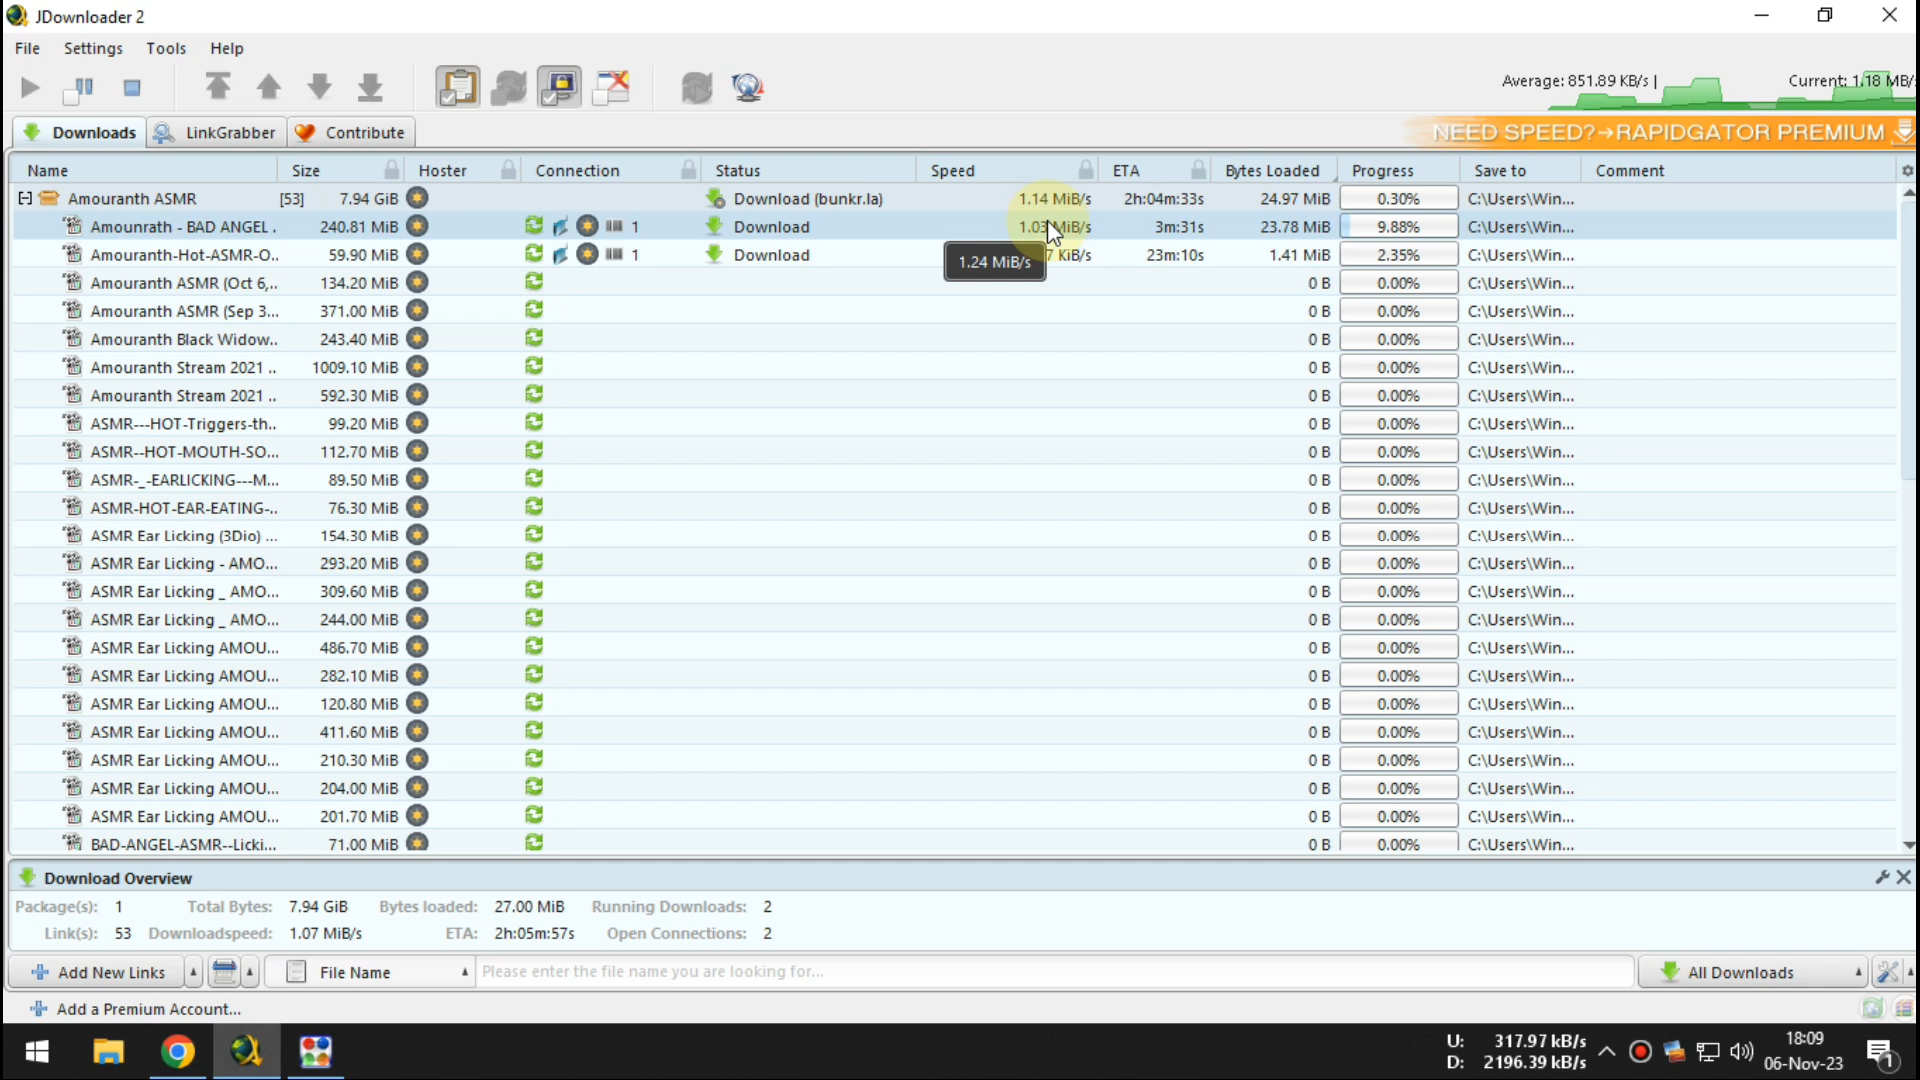 JDownloader 2
File Settings Tools Help
Average: 851.89 KB/s | Current: 1.18 MB/
Downloads LinkGrabber Contribute NEED SPEED?→RAPIDGATOR PREMIUM
Name Size Hoster Connection Status Speed ETA Bytes Loaded Progress Save to Comment
Amouranth ASMR [53] 7.94 GiB Download (bunkr.la) 1.14 MiB/s 2h:04m:33s 24.97 MiB 0.30% C:\Users\Win...
Amounrath - BAD ANGEL . 240.81 MiB 1 Download 1.03 MiB/s 3m:31s 23.78 MiB 9.88% C:\Users\Win...
Amouranth-Hot-ASMR-O.. 59.90 MiB 1 Download 7 KiB/s 23m:10s 1.41 MiB 2.35% C:\Users\Win...
1.24 MiB/s
Amouranth ASMR (Oct 6,.. 134.20 MiB 0 B 0.00% C:\Users\Win...
Amouranth ASMR (Sep 3... 371.00 MiB 0 B 0.00% C:\Users\Win...
Amouranth Black Widow.. 243.40 MiB 0 B 0.00% C:\Users\Win...
Amouranth Stream 2021 .. 1009.10 MiB 0 B 0.00% C:\Users\Win...
Amouranth Stream 2021 .. 592.30 MiB 0 B 0.00% C:\Users\Win...
ASMR---HOT-Triggers-th.. 99.20 MiB 0 B 0.00% C:\Users\Win...
ASMR--HOT-MOUTH-SO... 112.70 MiB 0 B 0.00% C:\Users\Win...
ASMR-_-EARLICKING---M... 89.50 MiB 0 B 0.00% C:\Users\Win...
ASMR-HOT-EAR-EATING-.. 76.30 MiB 0 B 0.00% C:\Users\Win...
ASMR Ear Licking (3Dio) ... 154.30 MiB 0 B 0.00% C:\Users\Win...
ASMR Ear Licking - AMO... 293.20 MiB 0 B 0.00% C:\Users\Win...
ASMR Ear Licking _ AMO... 309.60 MiB 0 B 0.00% C:\Users\Win...
ASMR Ear Licking _ AMO... 244.00 MiB 0 B 0.00% C:\Users\Win...
ASMR Ear Licking AMOU... 486.70 MiB 0 B 0.00% C:\Users\Win...
ASMR Ear Licking AMOU... 282.10 MiB 0 B 0.00% C:\Users\Win...
ASMR Ear Licking AMOU... 120.80 MiB 0 B 0.00% C:\Users\Win...
ASMR Ear Licking AMOU... 411.60 MiB 0 B 0.00% C:\Users\Win...
ASMR Ear Licking AMOU... 210.30 MiB 0 B 0.00% C:\Users\Win...
ASMR Ear Licking AMOU... 204.00 MiB 0 B 0.00% C:\Users\Win...
ASMR Ear Licking AMOU... 201.70 MiB 0 B 0.00% C:\Users\Win...
BAD-ANGEL-ASMR--Licki... 71.00 MiB 0 B 0.00% C:\Users\Win...
Download Overview
Package(s): 1 Total Bytes: 7.94 GiB Bytes loaded: 27.00 MiB Running Downloads: 2
Link(s): 53 Downloadspeed: 1.07 MiB/s ETA: 2h:05m:57s Open Connections: 2
Add New Links File Name Please enter the file name you are looking for... All Downloads
Add a Premium Account...
U: 317.97 kB/s 18:09
D: 2196.39 kB/s 06-Nov-23 1